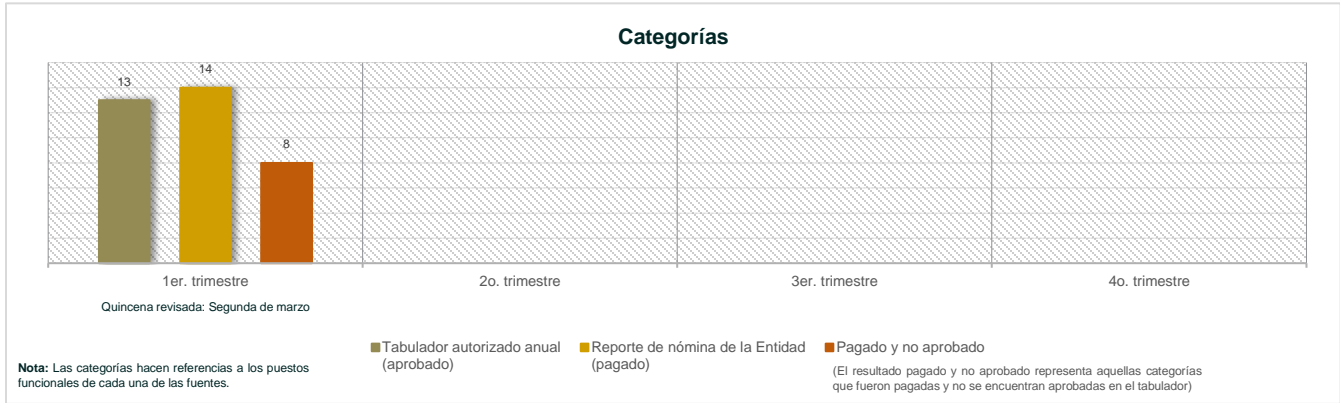 Categorías
13
14
8
1er. trimestre
2o. trimestre
3er. trimestre
4o. trimestre
Quincena revisada: Segunda de marzo
Tabulador autorizado anual
(aprobado)
Reporte de nómina de la Entidad
(pagado)
Pagado y no aprobado
(El resultado pagado y no aprobado representa aquellas categorías
que fueron pagadas y no se encuentran aprobadas en el tabulador)
Nota: Las categorías hacen referencias a los puestos
funcionales de cada una de las fuentes.